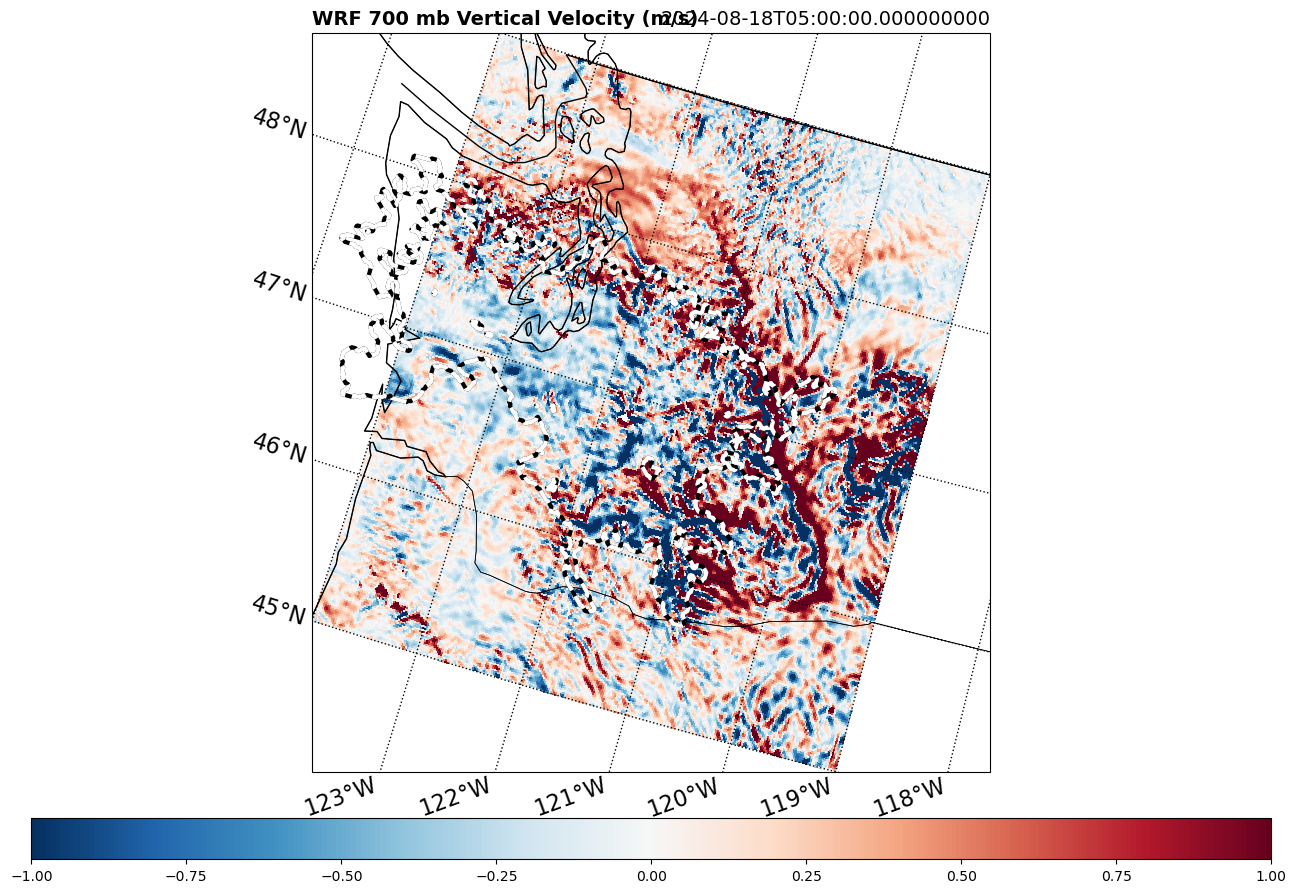 WRF 700 mb Vertical Velocity (m/s) 2024-08-18T05:00:00.000000000
48°N
47°N
46°N
45°N
123°W 122°W 121°W 120°W 119°W 118°W
−1.00 −0.75 −0.50 −0.25 0.00 0.25 0.50 0.75 1.00